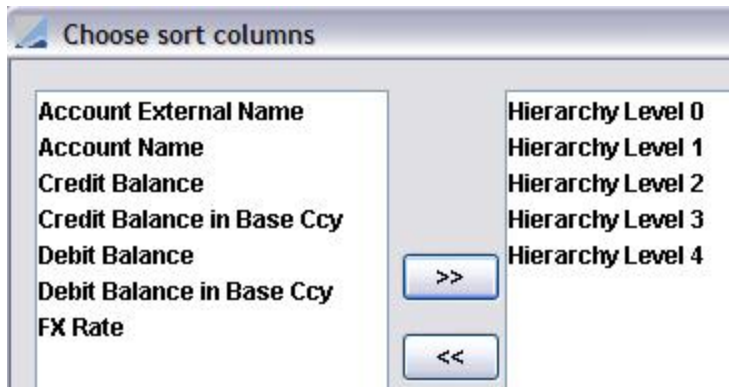 Choose sort columns
Account External Name
Account Name
Credit Balance
Credit Balance in Base Ccy
Debit Balance
Debit Balance in Base Ccy
FX Rate
>>
<<
Hierarchy Level 0
Hierarchy Level 1
Hierarchy Level 2
Hierarchy Level 3
Hierarchy Level 4